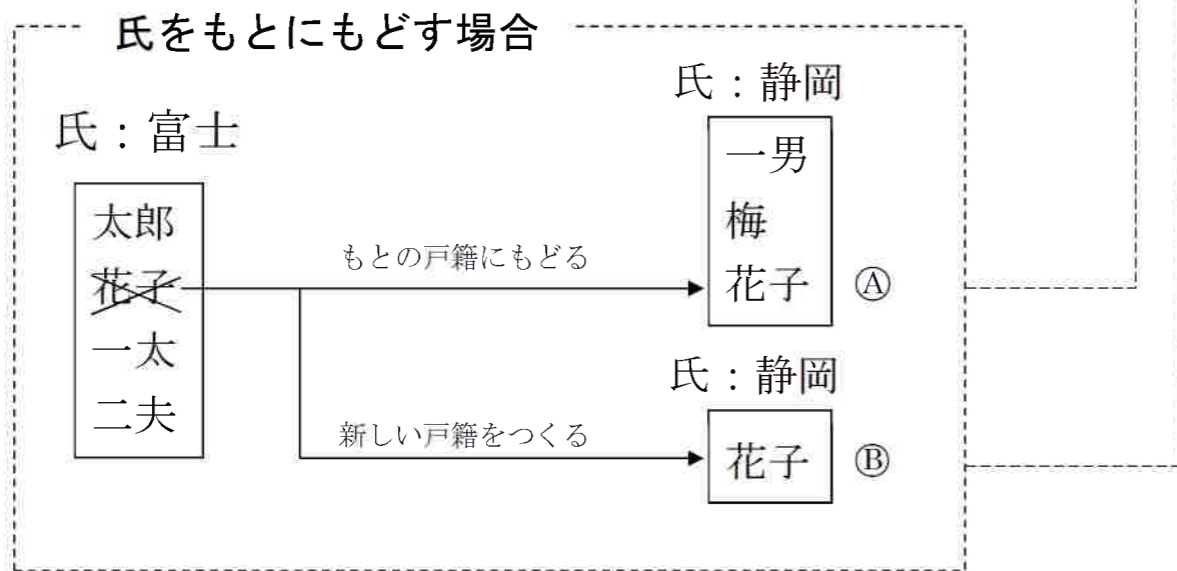 氏をもとにもどす場合
氏：富士
太郎
花子
一太
二夫
もとの戸籍にもどる
新しい戸籍をつくる
氏：静岡
一男
梅
花子
Ⓐ
氏：静岡
花子
Ⓑ